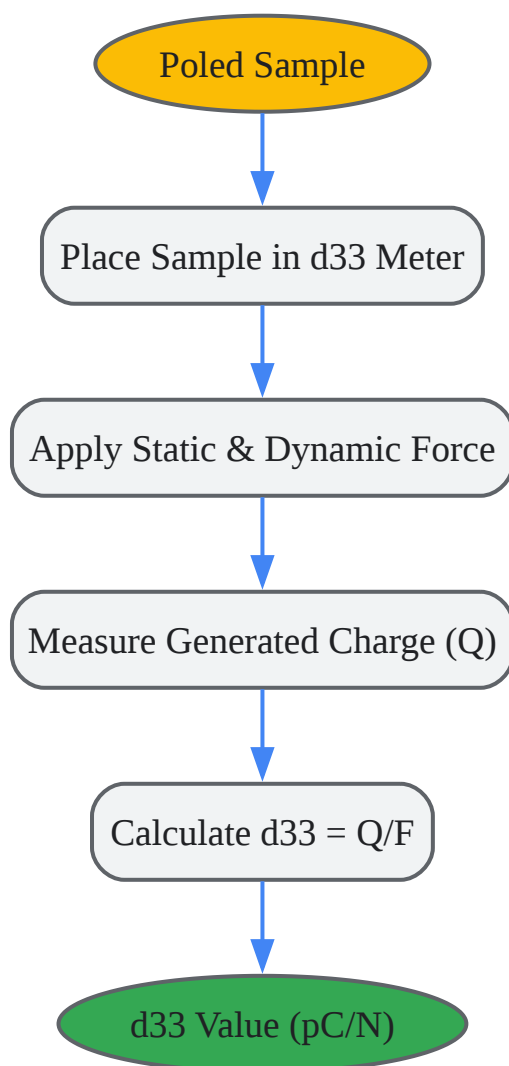 Poled Sample
Place Sample in d33 Meter
Apply Static & Dynamic Force
Measure Generated Charge (Q)
Calculate d33 = Q/F
d33 Value (pC/N)